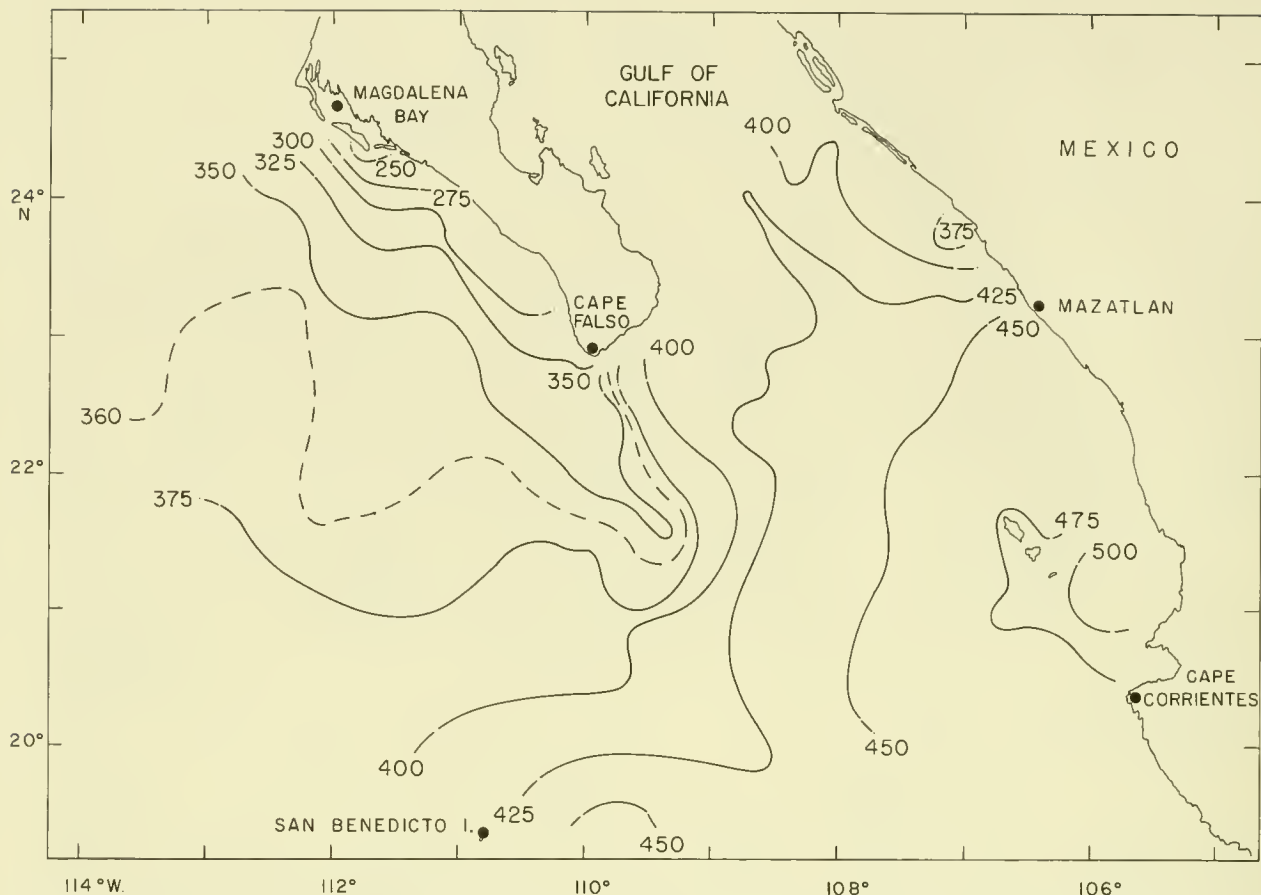 MAGDALENA
BAY
GULF OF
CALIFORNIA
MEXICO
400
300
325
350
250
275
24°
N
375
425
MAZATLAN
450
CAPE
FALSO
400
350
360
22°
375
475
500
CAPE
CORRIENTES
20°
400
450
425
SAN BENEDICTO I.
450
114°W.
112°
110°
108°
106°